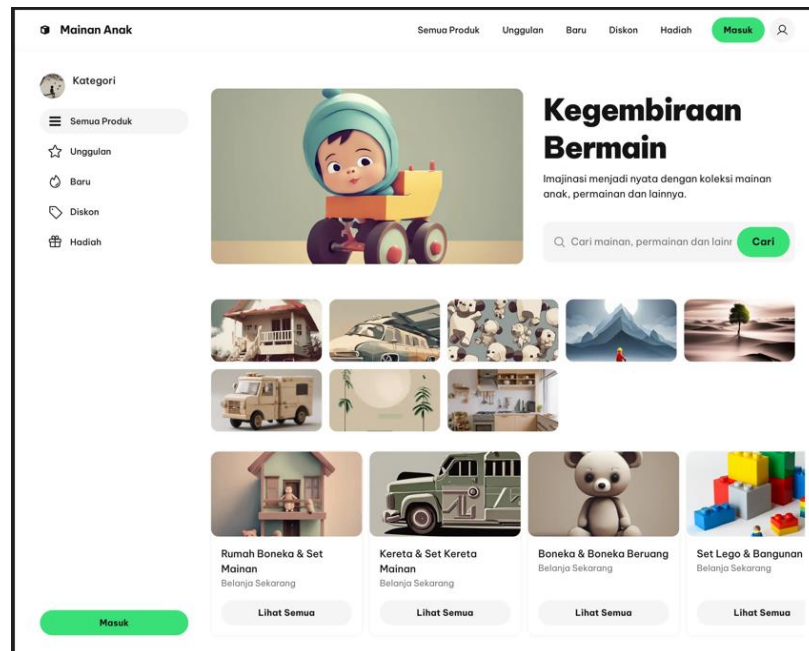 Mainan Anak
Semua Produk
Unggulan
Baru
Diskon
Hadiah
Masuk
Kategori
Semua Produk
Unggulan
Baru
Diskon
Hadiah
Kegembiraan
Bermain
Imajinasi menjadi nyata dengan koleksi mainan
anak, permainan dan lainnya.
Cari mainan, permainan dan lainn
Cari
Rumah Boneka & Set
Mainan
Belanja Sekarang
Lihat Semua
Kereta & Set Kereta
Mainan
Belanja Sekarang
Lihat Semua
Boneka & Boneka Beruang
Belanja Sekarang
Lihat Semua
Set Lego & Bangunan
Belanja Sekarang
Lihat Semua
Masuk